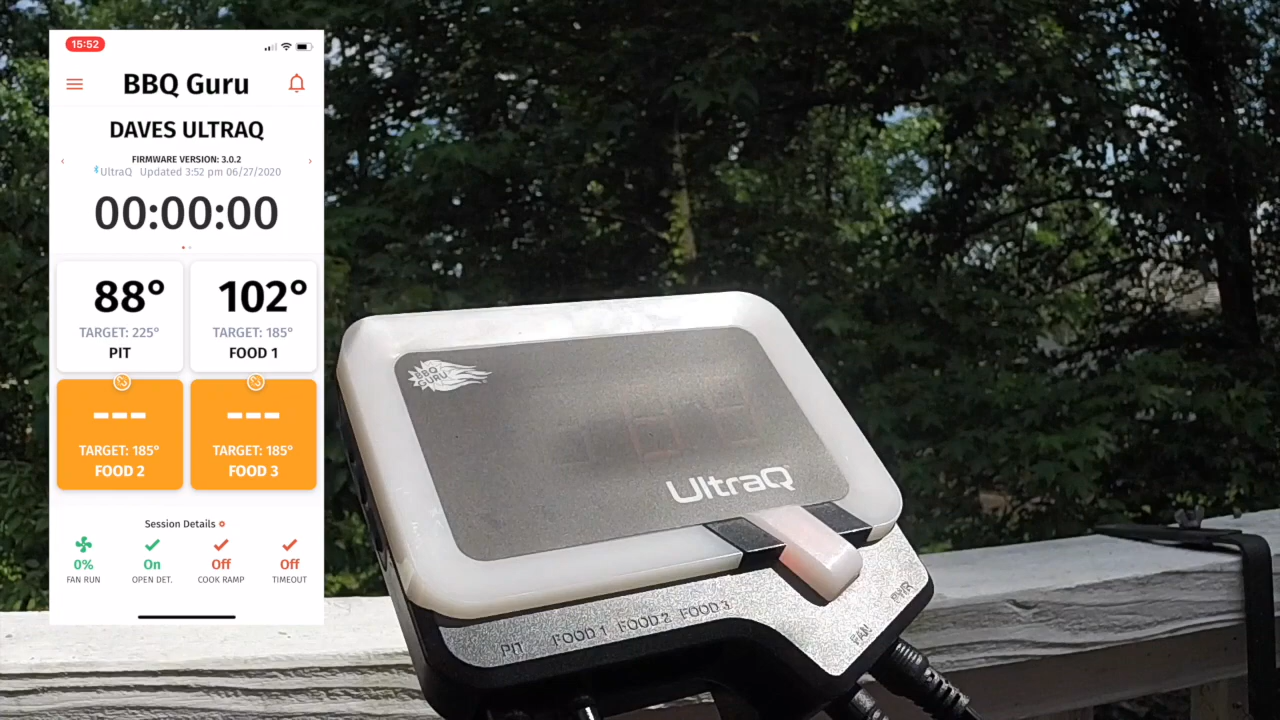 15:52
BBQ Guru
DAVES ULTRAQ
FIRMWARE VERSION: 3.0.2
UltraQ Updated 3:52 pm 06/27/2020
00:00:00
88° 102°
TARGET: 225° TARGET: 185°
PIT FOOD 1
--- ---
TARGET: 185° TARGET: 185°
FOOD 2 FOOD 3
Session Details
0% On Off Off
FAN RUN OPEN DET. COOK RAMP TIMEOUT
BBQ
GURU
UltraQ
PIT FOOD 1 FOOD 2 FOOD 3
FAN PWR